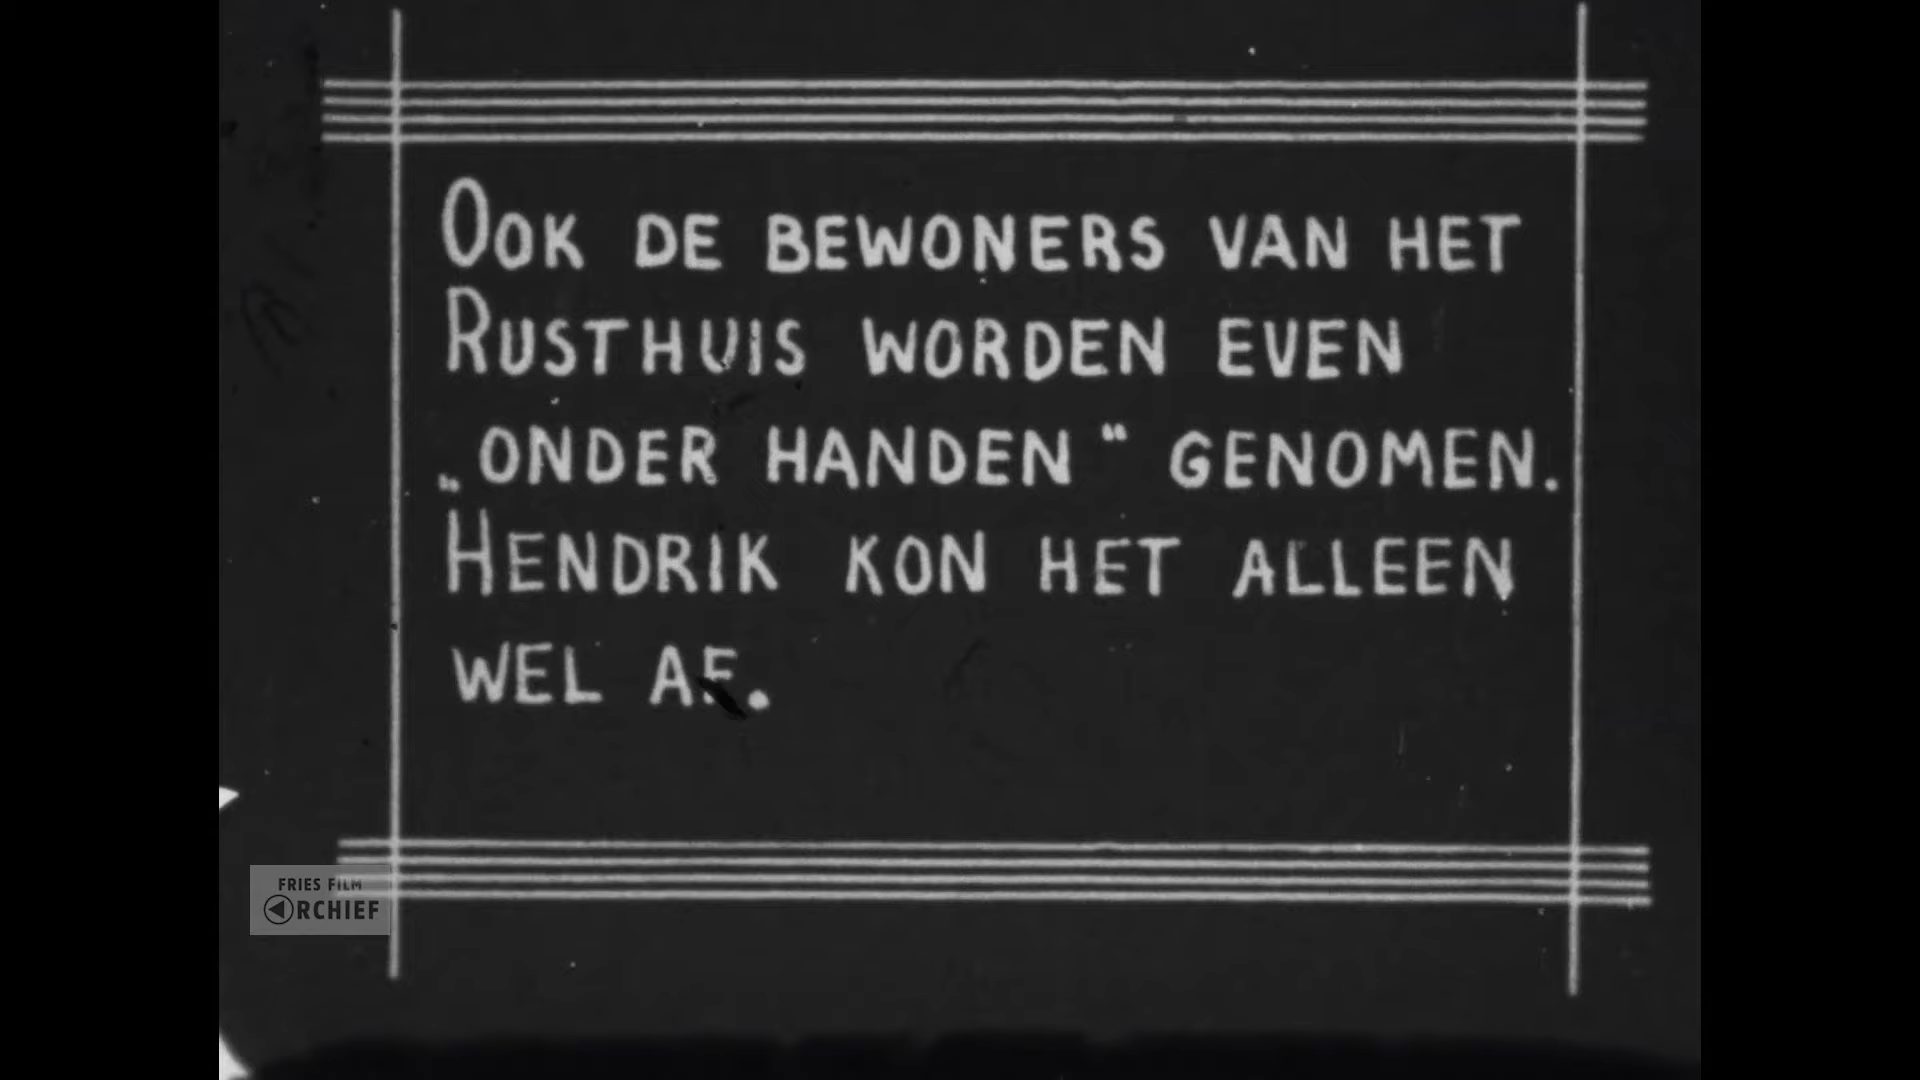 OOK DE BEWONERS VAN HET
RUSTHUIS WORDEN EVEN
„ONDER HANDEN“ GENOMEN.
HENDRIK KON HET ALLEEN
WEL AF.
FRIES FILM
ARCHIEF